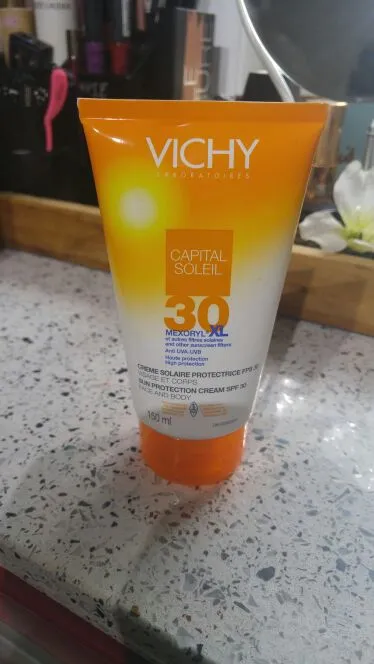 VICHY
LABORATOIRES
CAPITAL
SOLEIL
30
MEXORYL XL
et autres filtres solaires
and other sunscreen filters
Anti UVA-UVB
Haute protection
High protection
CRÈME SOLAIRE PROTECTRICE FPS 30
VISAGE ET CORPS
SUN PROTECTION CREAM SPF 30
FACE AND BODY
150 ml